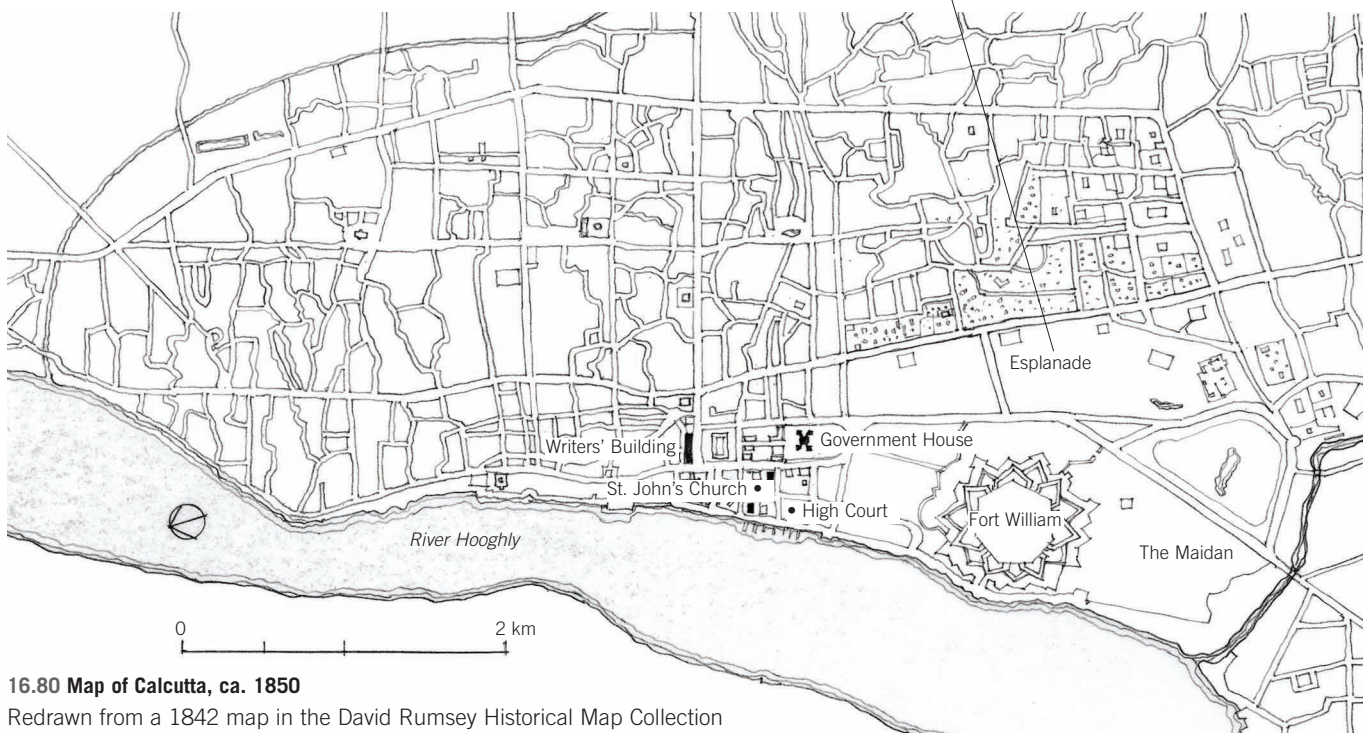 Esplanade
Writers' Building
Government House
St. John's Church
High Court
Fort William
River Hooghly
The Maidan
0 2 km
16.80 Map of Calcutta, ca. 1850
Redrawn from a 1842 map in the David Rumsey Historical Map Collection